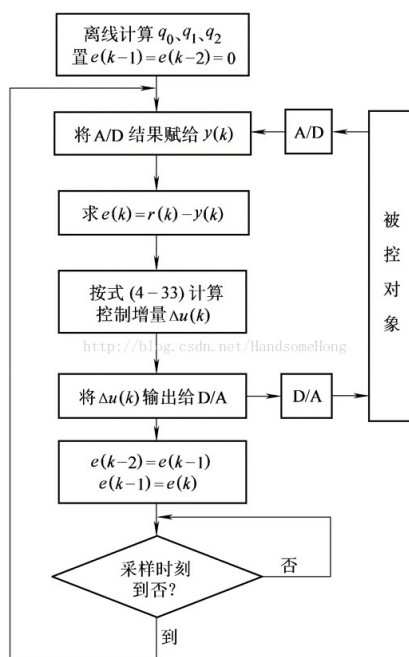 离线计算 q₀、q₁、q₂
置 e(k-1)=e(k-2)=0
将 A/D 结果赋给 y(k)
A/D
求 e(k)=r(k)-y(k)
被控对象
按式 (4-33) 计算
控制增量 Δu(k)
http://blog.csdn.net/HandsomeHong
将 Δu(k) 输出给 D/A
D/A
e(k-2)=e(k-1)
e(k-1)=e(k)
采样时刻
到否?
否
到